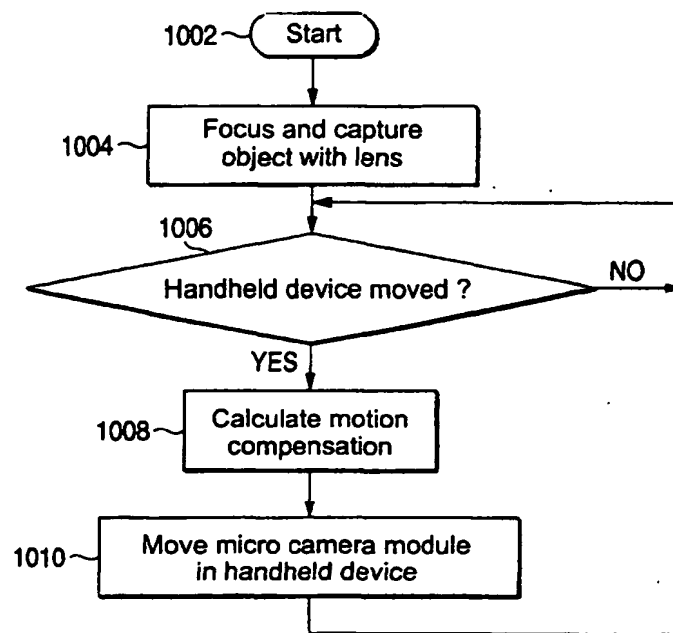 1002
Start
1004
Focus and capture
object with lens
1006
Handheld device moved ?
NO
YES
1008
Calculate motion
compensation
1010
Move micro camera module
in handheld device